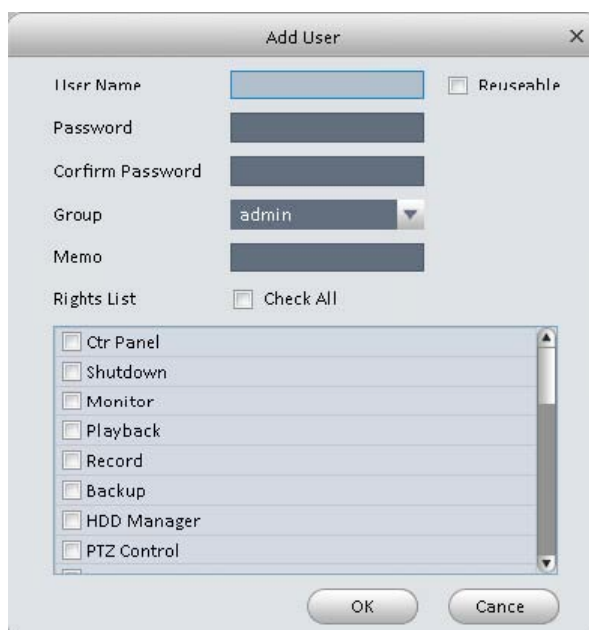 Add User
User Name Reuseable
Password
Confirm Password
Group admin
Memo
Rights List Check All
Ctr Panel
Shutdown
Monitor
Playback
Record
Backup
HDD Manager
PTZ Control
OK Cance